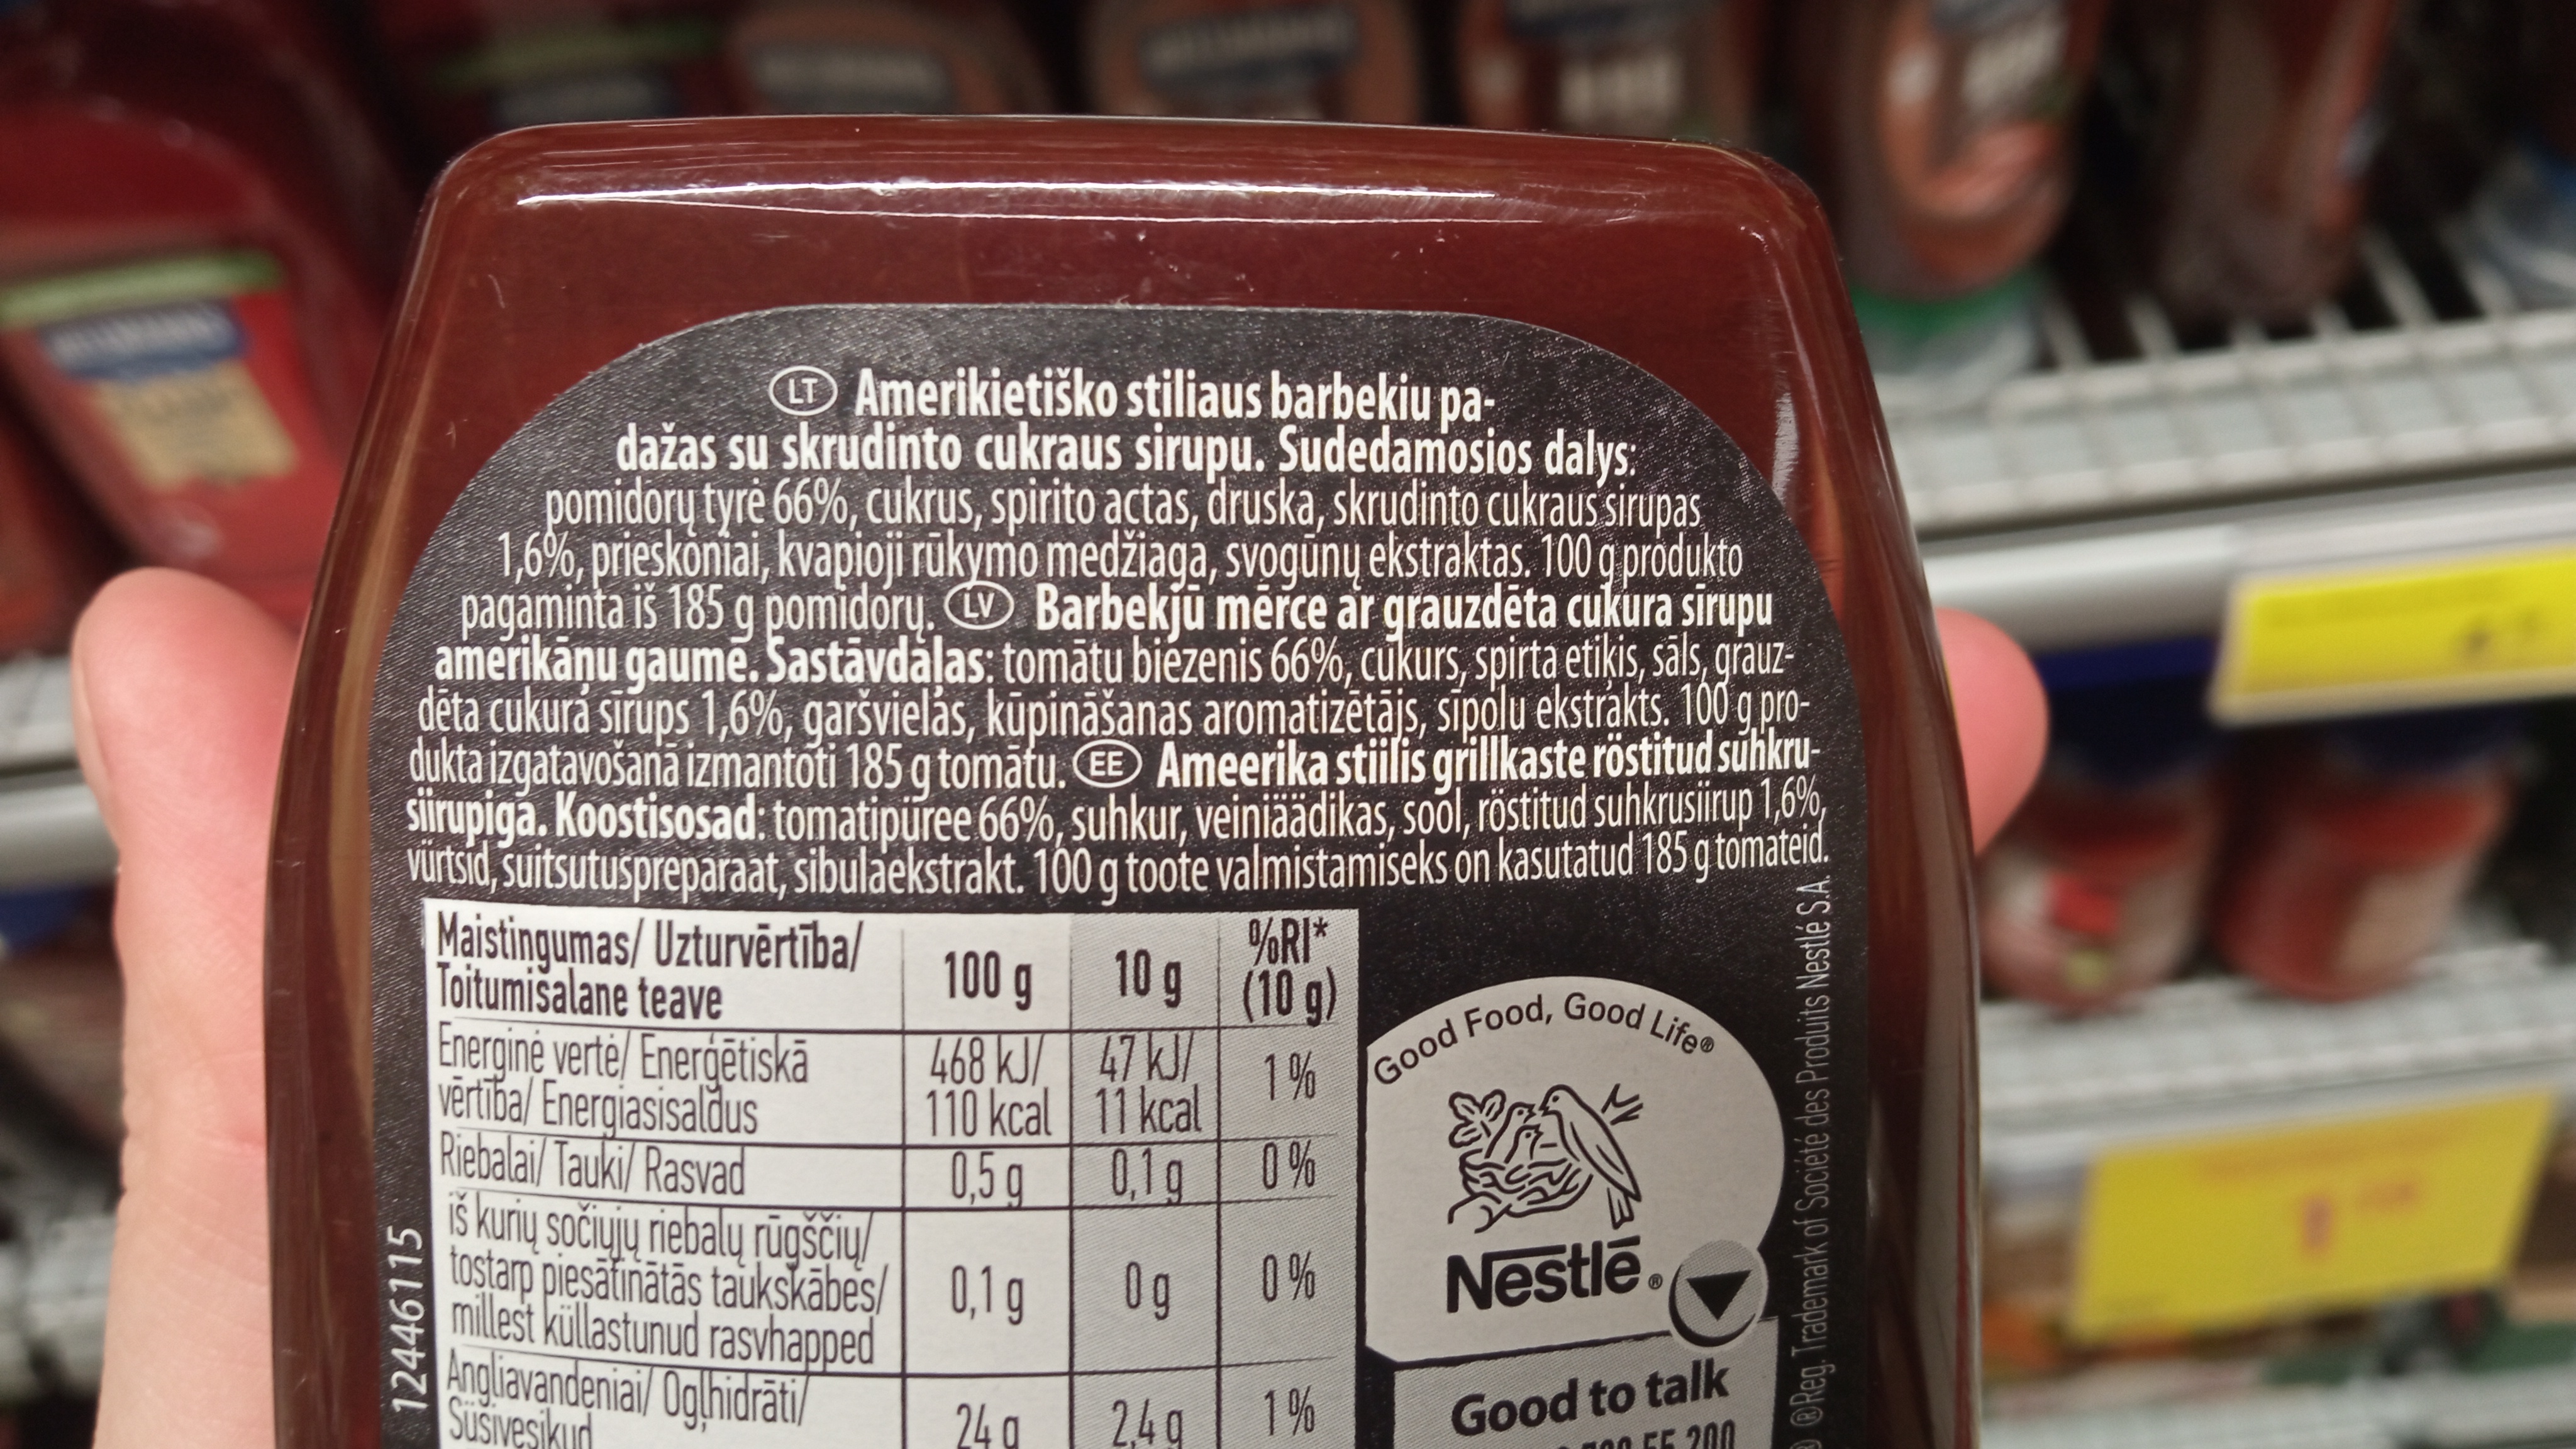 LT Amerikietiško stiliaus barbekiu pa-
dažas su skrudinto cukraus sirupu. Sudedamosios dalys:
pomidorų tyrė 66%, cukrus, spirito actas, druska, skrudinto cukraus sirupas
1,6%, prieskoniai, kvapioji rūkymo medžiaga, svogūnų ekstraktas. 100 g produkto
pagaminta iš 185 g pomidorų. LV Barbekjū mērce ar grauzdēta cukura sīrupu
amerikāņu gaumē. Sastāvdaļas: tomātu biezenis 66%, cukurs, spirta etiķis, sāls, grauz-
dēta cukura sīrups 1,6%, garšvielas, kūpināšanas aromatizētājs, sīpolu ekstrakts. 100 g pro-
dukta izgatavošanā izmantoti 185 g tomātu. EE Ameerika stiilis grillkaste röstitud suhkru-
siirupiga. Koostisosad: tomatipüree 66%, suhkur, veiniäädikas, sool, röstitud suhkrusiirup 1,6%,
vürtsid, suitsutuspreparaat, sibulaekstrakt. 100 g toote valmistamiseks on kasutatud 185 g tomateid.
Maistingumas/ Uzturvērtība/
Toitumisalane teave
100 g
10 g
%RI*
(10 g)
Energinė vertė/ Enerģētiskā
vērtība/ Energiasisaldus
468 kJ/
110 kcal
47 kJ/
11 kcal
1 %
Riebalai/ Tauki/ Rasvad
0,5 g
0,1 g
0 %
iš kurių sočiųjų riebalų rūgščių/
tostarp piesātinātās taukskābes/
millest küllastunud rasvhapped
0,1 g
0 g
0 %
Angliavandeniai/ Ogļhidrāti/
Süsivesikud
24 g
2,4 g
1 %
Good Food, Good Life®
Nestlé®
Good to talk
55 200
12446115
®Reg. Trademark of Société des Produits Nestlé S.A.